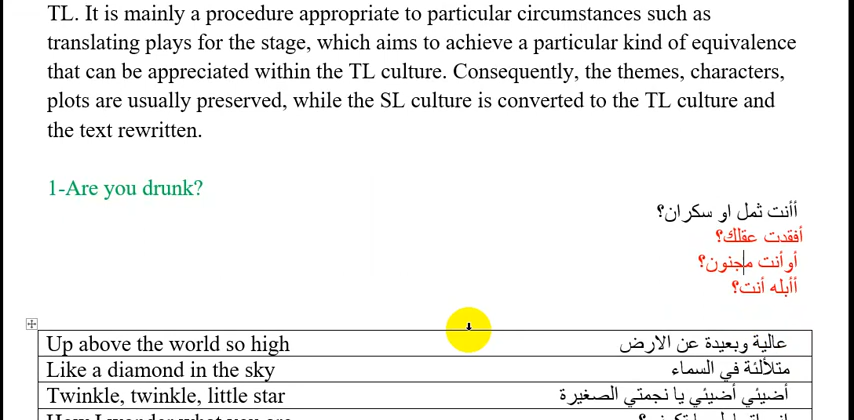 TL. It is mainly a procedure appropriate to particular circumstances such as
translating plays for the stage, which aims to achieve a particular kind of equivalence
that can be appreciated within the TL culture. Consequently, the themes, characters,
plots are usually preserved, while the SL culture is converted to the TL culture and
the text rewritten.
1-Are you drunk?
أأنت ثمل او سكران؟
أفقدت عقلك؟
أوأنت مجنون؟
أأبله أنت؟
Up above the world so high
عالية وبعيدة عن الارض
Like a diamond in the sky
متلألئة في السماء
Twinkle, twinkle, little star
أضيئي أضيئي يا نجمتي الصغيرة
How I wonder what you are